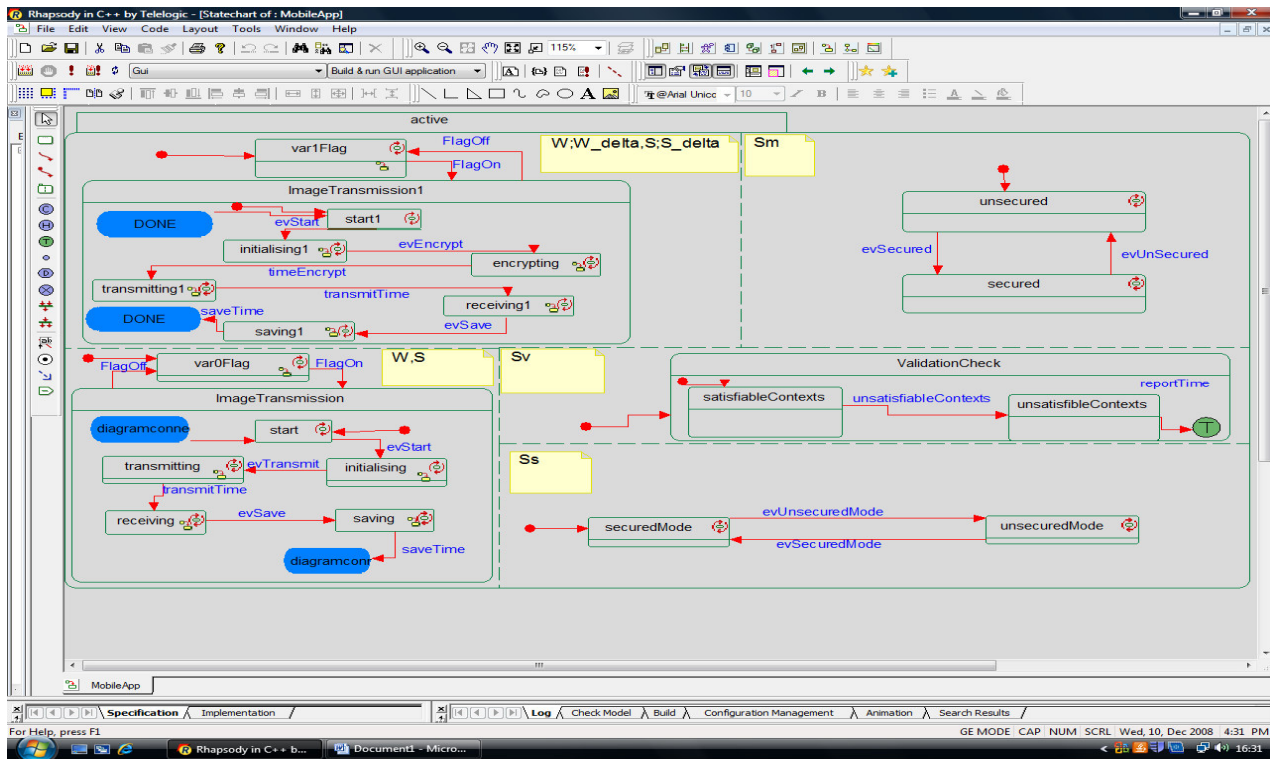 Rhapsody in C++ by Telelogic - [Statechart of : MobileApp]
File Edit View Code Layout Tools Window Help
115%
Gui
Build & run GUI application
@Arial Unicc 10
active
var1Flag
FlagOff
FlagOn
W;W_delta,S;S_delta
Sm
ImageTransmission1
DONE
start1
evStart
initialising1
evEncrypt
encrypting
timeEncrypt
transmitting1
transmitTime
receiving1
DONE
saveTime
saving1
evSave
unsecured
evSecured
evUnSecured
secured
FlagOff
var0Flag
FlagOn
W,S
Sv
ValidationCheck
reportTime
satisfiableContexts
unsatisfiableContexts
unsatisfibleContexts
T
ImageTransmission
diagramconne
start
evStart
transmitting
evTransmit
initialising
transmitTime
receiving
evSave
saving
saveTime
diagramconr
Ss
securedMode
evUnsecuredMode
unsecuredMode
evSecuredMode
MobileApp
Specification Implementation
Log Check Model Build Configuration Management Animation Search Results
For Help, press F1
GE MODE CAP NUM SCRL Wed, 10, Dec 2008 4:31 PM
Rhapsody in C++ b...
Document1 - Micro...
16:31